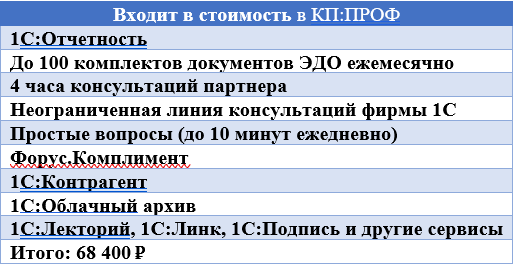 Входит в стоимость в КП:ПРОФ
1С:Отчетность
До 100 комплектов документов ЭДО ежемесячно
4 часа консультаций партнера
Неограниченная линия консультаций фирмы 1С
Простые вопросы (до 10 минут ежедневно)
Форус.Комплимент
1С:Контрагент
1С:Облачный архив
1С:Лекторий, 1С:Линк, 1С:Подпись и другие сервисы
Итого: 68 400 ₽